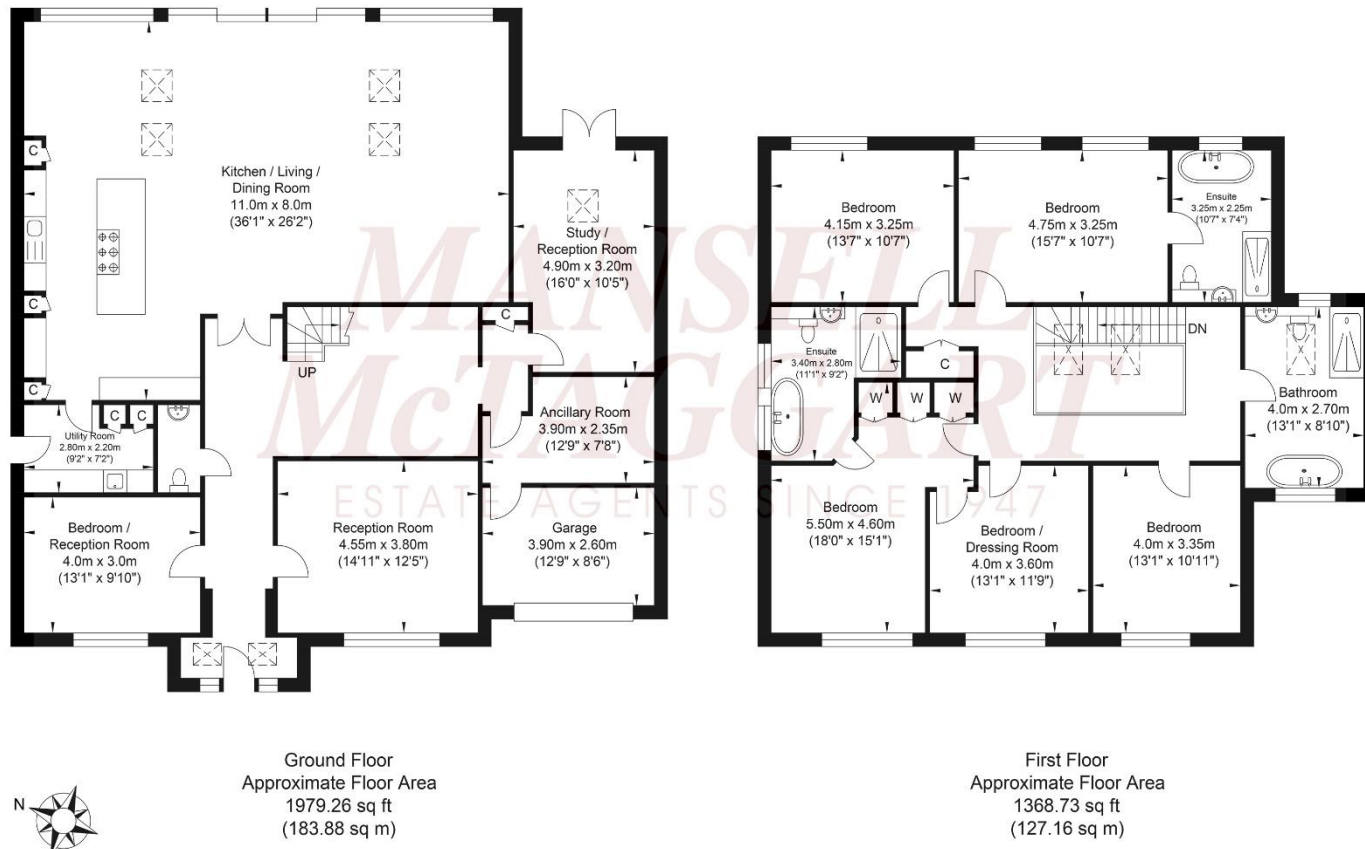 C
Kitchen / Living /
Dining Room
11.0m x 8.0m
(36'1" x 26'2")
C
C
Study /
Reception Room
4.90m x 3.20m
(16'0" x 10'5")
UP
C
C
C
Utility Room
2.80m x 2.20m
(9'2" x 7'2")
Ancillary Room
3.90m x 2.35m
(12'9" x 7'8")
Bedroom /
Reception Room
4.0m x 3.0m
(13'1" x 9'10")
Reception Room
4.55m x 3.80m
(14'11" x 12'5")
Garage
3.90m x 2.60m
(12'9" x 8'6")
Bedroom
4.15m x 3.25m
(13'7" x 10'7")
Bedroom
4.75m x 3.25m
(15'7" x 10'7")
Ensuite
3.25m x 2.25m
(10'7" x 7'4")
Ensuite
3.40m x 2.80m
(11'1" x 9'2")
C
DN
W
W
W
Bathroom
4.0m x 2.70m
(13'1" x 8'10")
Bedroom
5.50m x 4.60m
(18'0" x 15'1")
Bedroom /
Dressing Room
4.0m x 3.60m
(13'1" x 11'9")
Bedroom
4.0m x 3.35m
(13'1" x 10'11")
MANSELL
McTAGGART
ESTATE AGENTS SINCE 1947
N
Ground Floor
Approximate Floor Area
1979.26 sq ft
(183.88 sq m)
First Floor
Approximate Floor Area
1368.73 sq ft
(127.16 sq m)